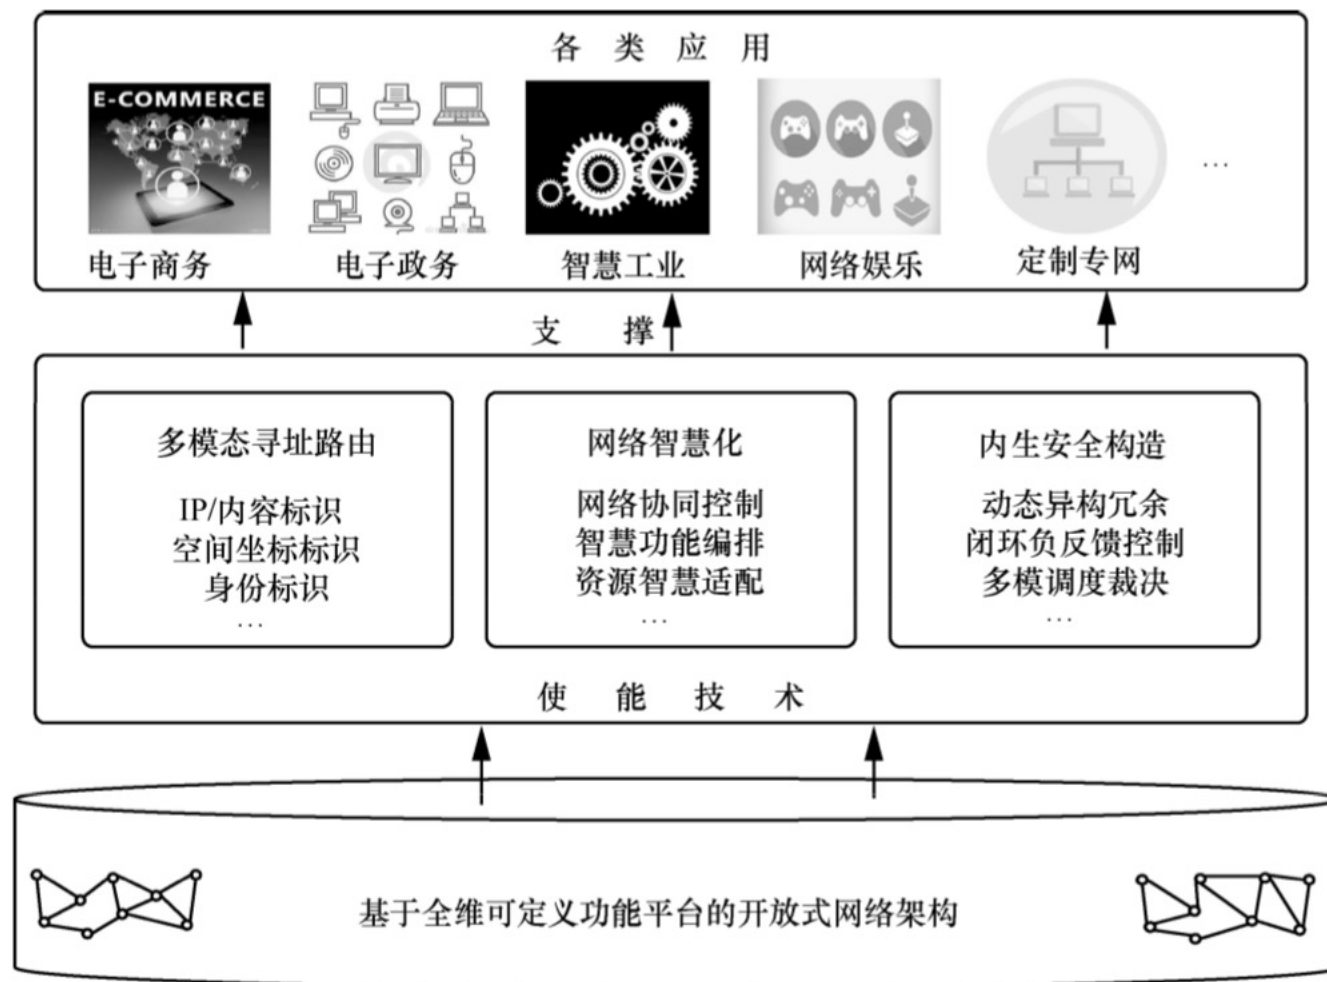 各类应用
E-COMMERCE
电子商务
电子政务
智慧工业
网络娱乐
定制专网
...
支撑
多模态寻址路由
IP/内容标识
空间坐标标识
身份标识
...
网络智慧化
网络协同控制
智慧功能编排
资源智慧适配
...
内生安全构造
动态异构冗余
闭环负反馈控制
多模调度裁决
...
使能技术
基于全维可定义功能平台的开放式网络架构